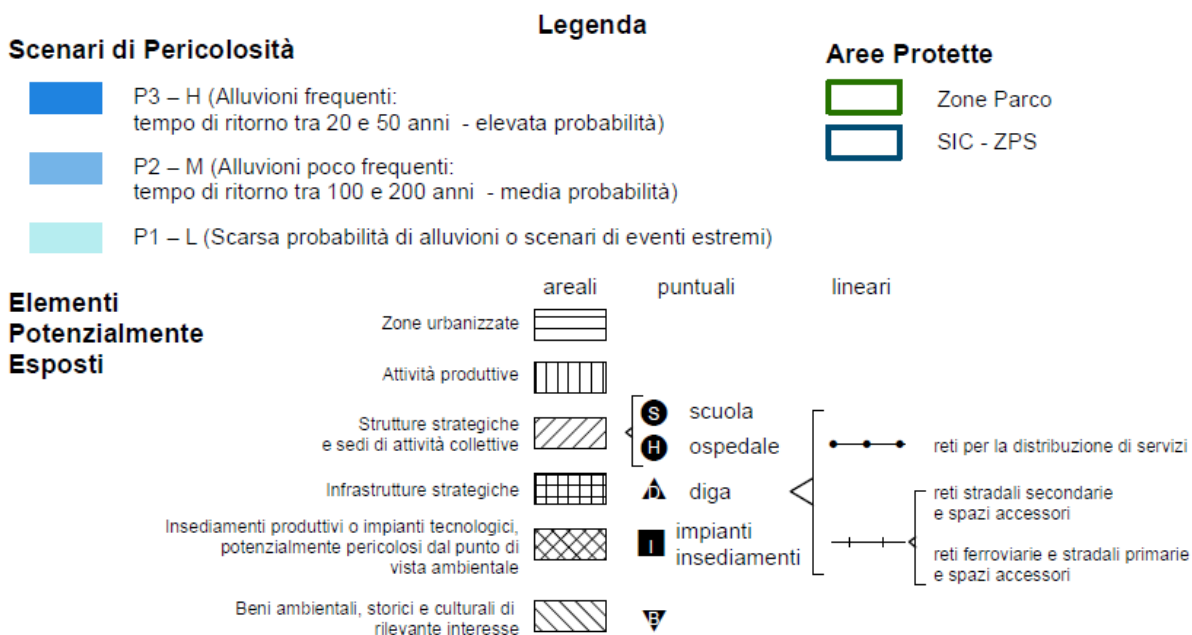 Legenda
Scenari di Pericolosità
P3 – H (Alluvioni frequenti:
tempo di ritorno tra 20 e 50 anni - elevata probabilità)
P2 – M (Alluvioni poco frequenti:
tempo di ritorno tra 100 e 200 anni - media probabilità)
P1 – L (Scarsa probabilità di alluvioni o scenari di eventi estremi)
Aree Protette
Zone Parco
SIC - ZPS
Elementi
Potenzialmente
Esposti
areali
puntuali
lineari
Zone urbanizzate
Attività produttive
Strutture strategiche
e sedi di attività collettive
S scuola
H ospedale
Infrastrutture strategiche
D diga
Insediamenti produttivi o impianti tecnologici,
potenzialmente pericolosi dal punto di
vista ambientale
I impianti
insediamenti
Beni ambientali, storici e culturali di
rilevante interesse
B
reti per la distribuzione di servizi
reti stradali secondarie
e spazi accessori
reti ferroviarie e stradali primarie
e spazi accessori